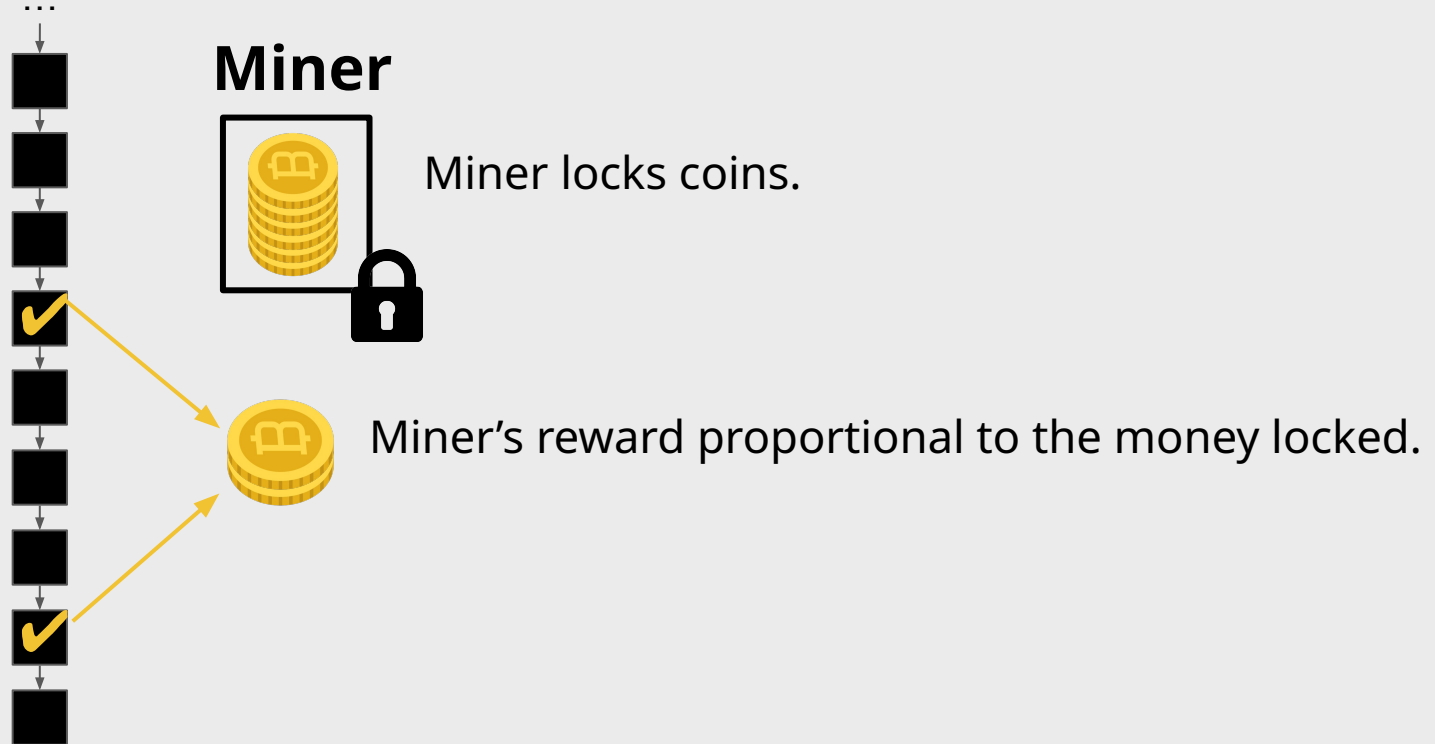 ...
Miner
Miner locks coins.
Miner’s reward proportional to the money locked.